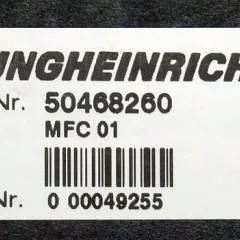 UNGHEINRICH
Nr. 50468260
MFC 01
Nr. 0 00049255